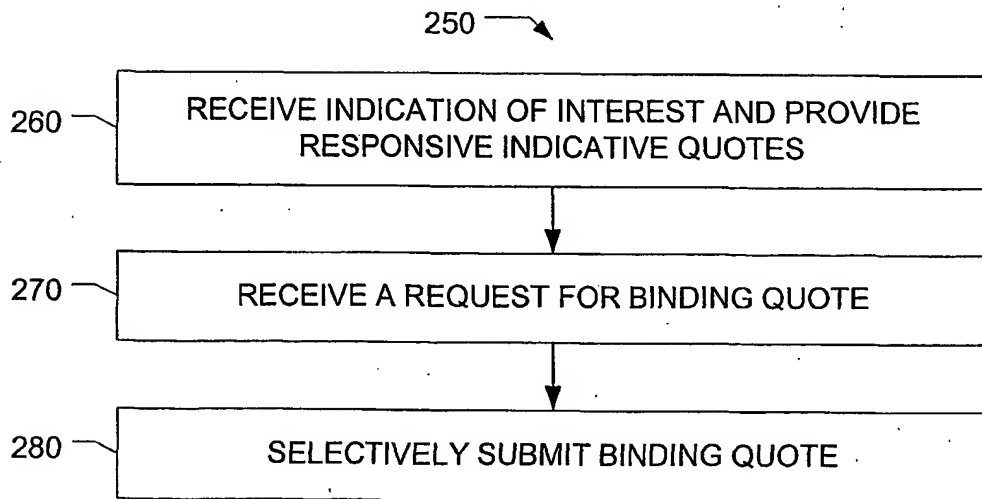 250
260
RECEIVE INDICATION OF INTEREST AND PROVIDE
RESPONSIVE INDICATIVE QUOTES
270
RECEIVE A REQUEST FOR BINDING QUOTE
280
SELECTIVELY SUBMIT BINDING QUOTE